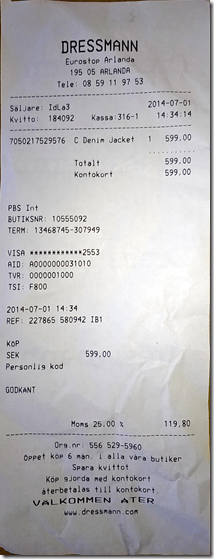 DRESSMANN
Eurostop Arlanda
195 05 ARLANDA
Tele: 08 59 11 97 53
Säljare: IdLa3 2014-07-01
Kvitto: 184092 Kassa:316-1 14:34:14
7050217529576 C Denim Jacket 1 599.00
Totalt 599.00
Kontokort 599.00
PBS Int
BUTIKSNR: 10555092
TERM: 13468745-307949
VISA ************2553
AID: A0000000031010
TVR: 0000001000
TSI: F800
2014-07-01 14:34
REF: 227865 580942 IB1
KÖP
SEK 599.00
Personlig kod
GODKANT
Moms 25.00 % 119.80
Org.nr: 556 529-5960
Öppet köp 6 mån. i alla våra butiker
Spara kvittot
Köp gjorda med kontokort
återbetalas till kontokort.
VÄLKOMMEN ÅTER
www.dressmann.com